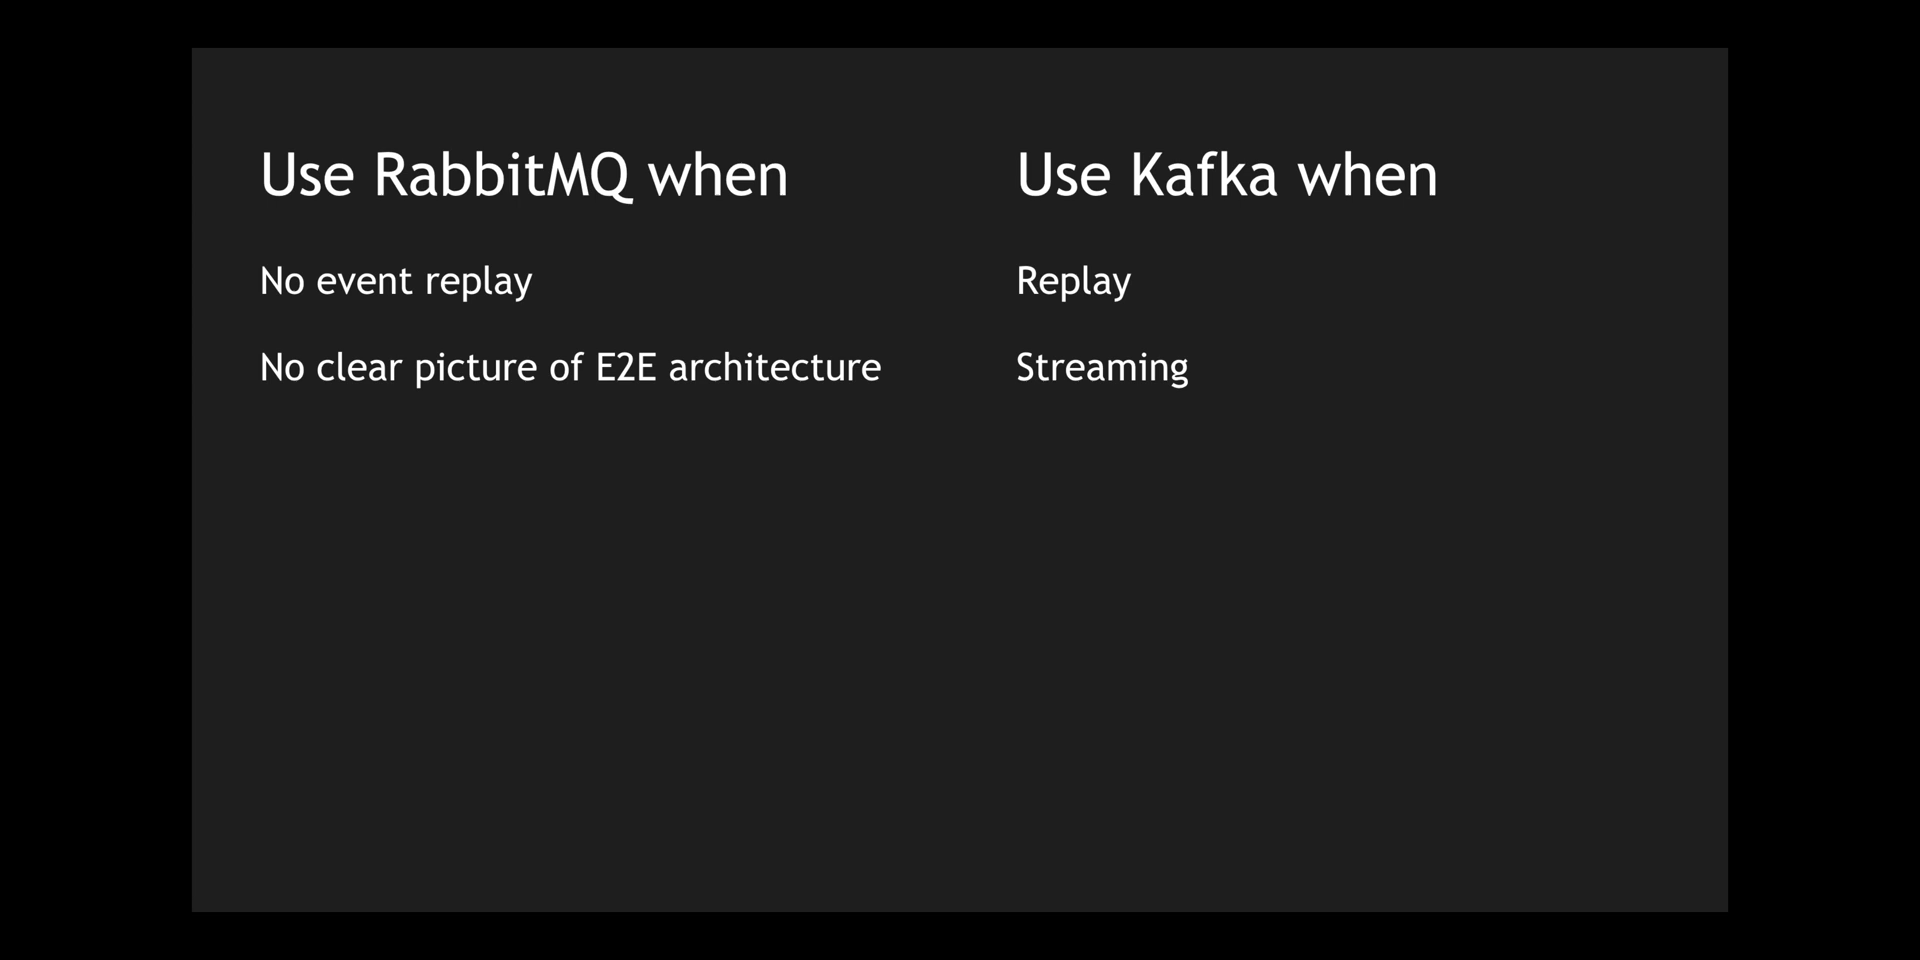 Use RabbitMQ when
No event replay
No clear picture of E2E architecture
Use Kafka when
Replay
Streaming